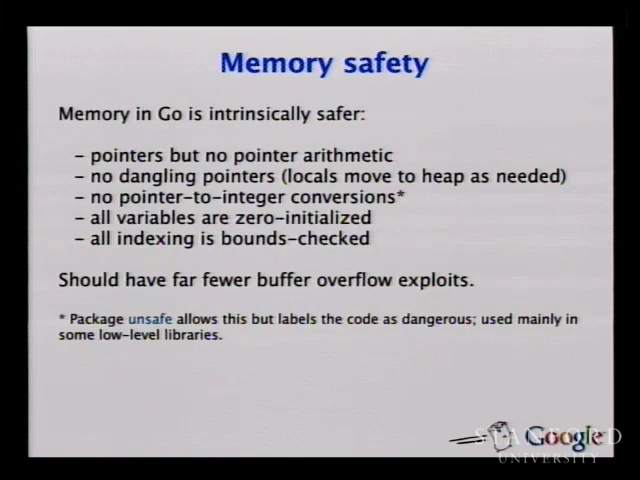 Memory safety
Memory in Go is intrinsically safer:
- pointers but no pointer arithmetic
- no dangling pointers (locals move to heap as needed)
- no pointer-to-integer conversions*
- all variables are zero-initialized
- all indexing is bounds-checked
Should have far fewer buffer overflow exploits.
* Package unsafe allows this but labels the code as dangerous; used mainly in
some low-level libraries.
Google
STANFORD
UNIVERSITY